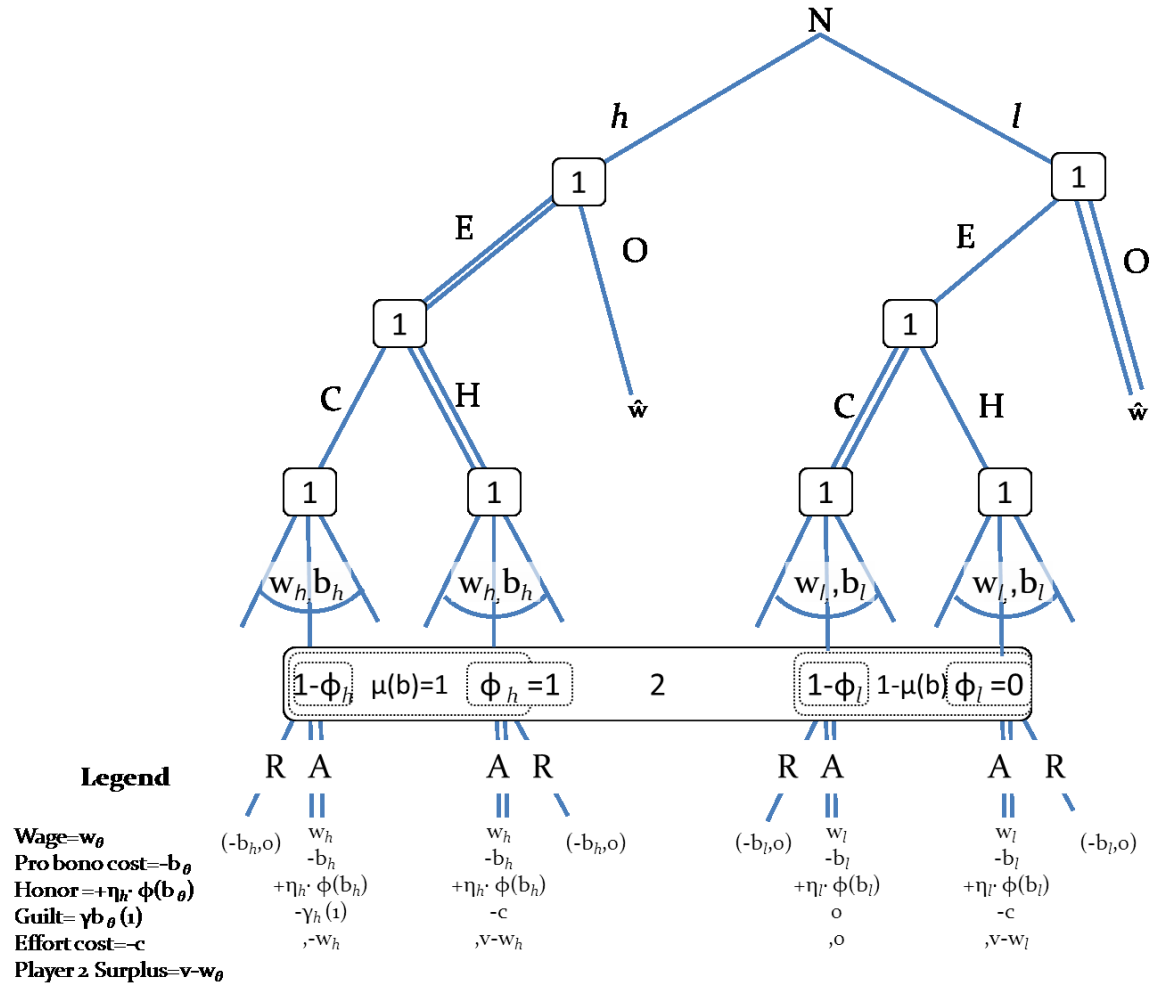 N
h l
1 1
E O E O
1 1
ŵ ŵ
C H C H
1 1 1 1
w_h,b_h w_h,b_h w_l,,b_l w_l,,b_l
1-ϕ_h μ(b)=1 ϕ_h =1 2 1-ϕ_l 1-μ(b) ϕ_l =0
R A A R R A A R
Legend
Wage=w_θ
Pro bono cost=-b_θ
Honor=+η_h· ϕ(b_θ)
Guilt= γb_θ (1)
Effort cost=-c
Player 2 Surplus=v-w_θ
(-b_h,0)
w_h
-b_h
+η_h· ϕ(b_h)
-γ_h (1)
,-w_h
w_h
-b_h
+η_h· ϕ(b_h)
-c
,v-w_h
(-b_h,0)
(-b_l,0)
w_l
-b_l
+η_l· ϕ(b_l)
0
,0
w_l
-b_l
+η_l· ϕ(b_l)
-c
,v-w_l
(-b_l,0)